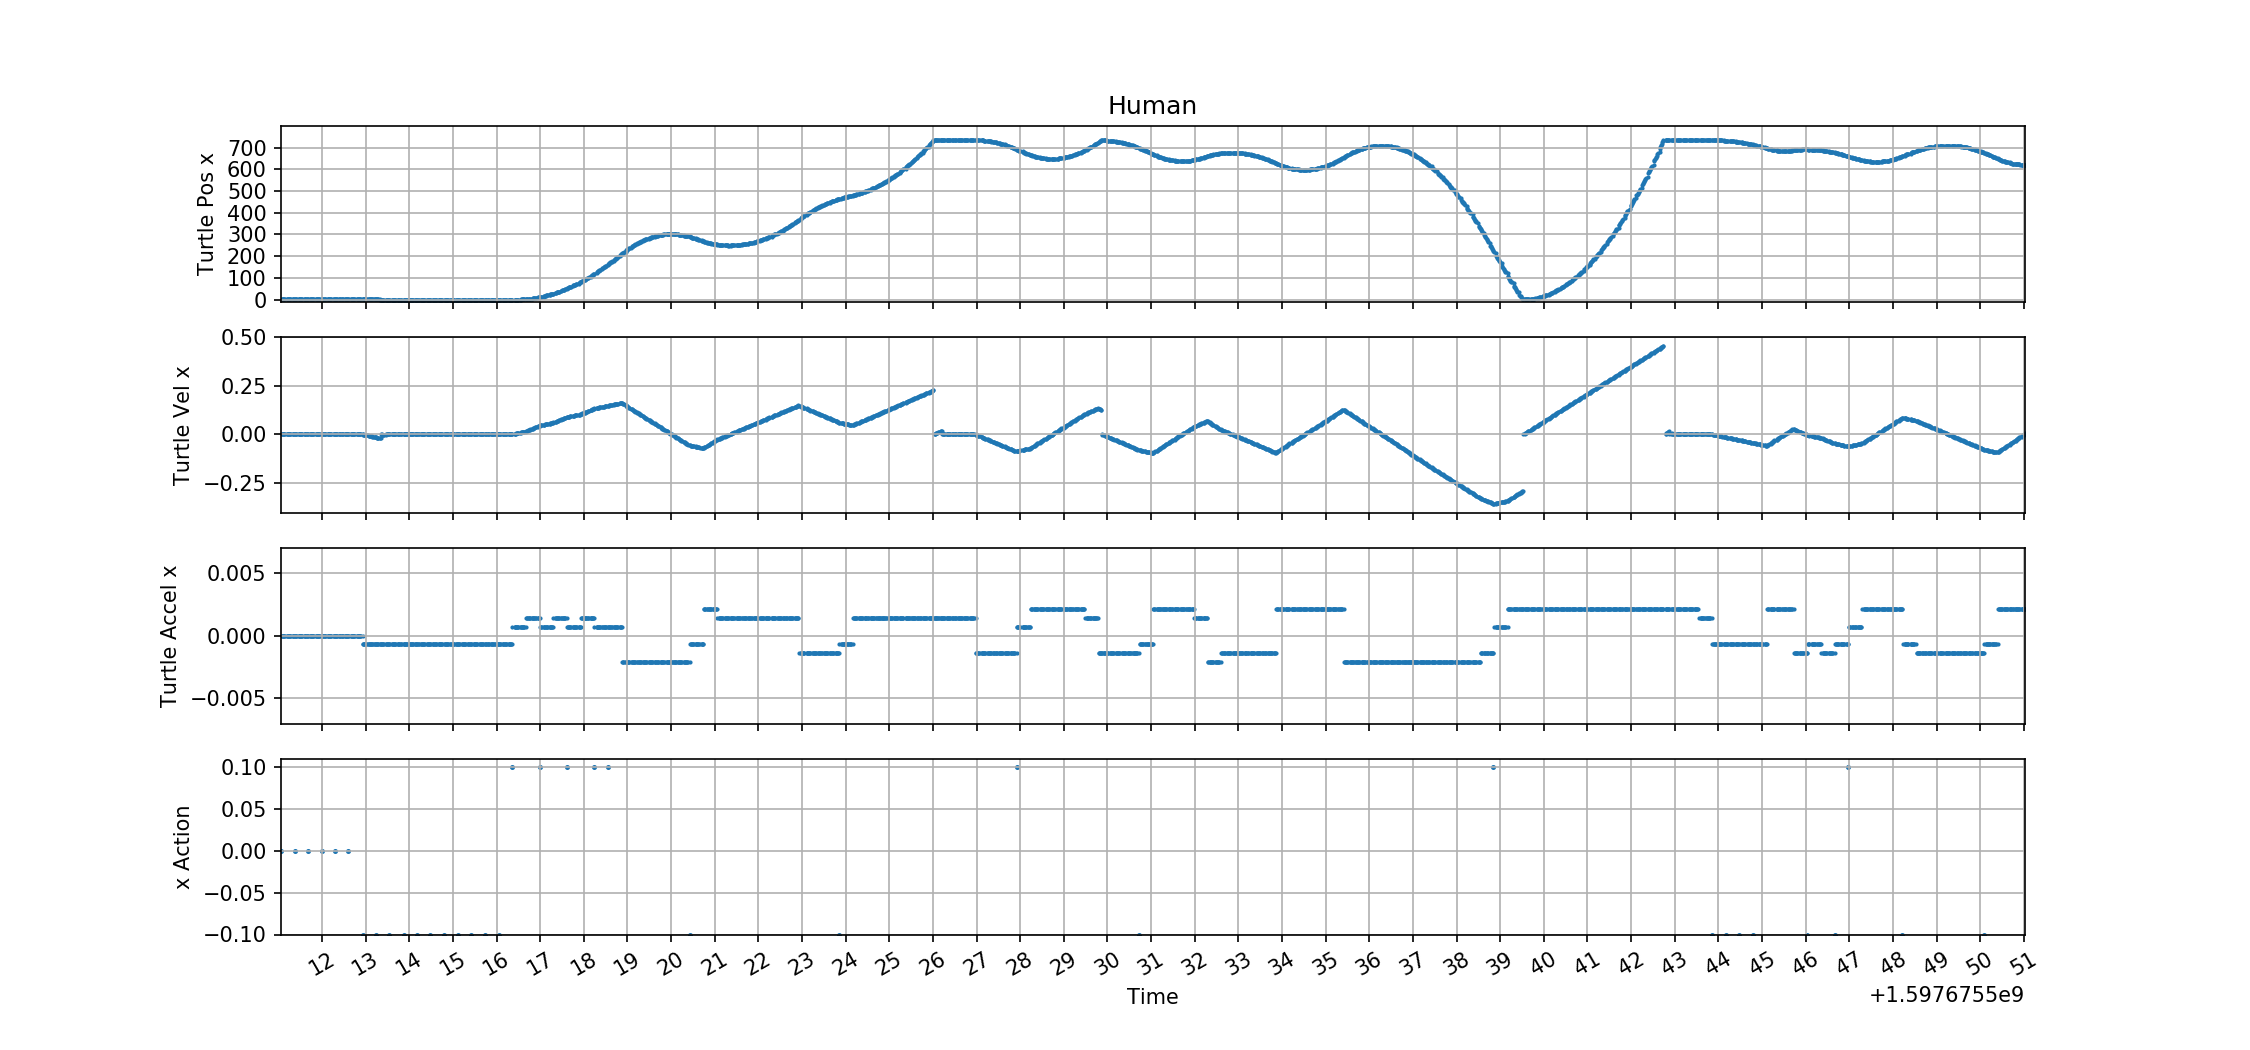 Human
Turtle Pos x
700
600
500
400
300
200
100
0
Turtle Vel x
0.50
0.25
0.00
−0.25
Turtle Accel x
0.005
0.000
−0.005
x Action
0.10
0.05
0.00
−0.05
−0.10
12 13 14 15 16 17 18 19 20 21 22 23 24 25 26 27 28 29 30 31 32 33 34 35 36 37 38 39 40 41 42 43 44 45 46 47 48 49 50 51
Time
+1.5976755e9